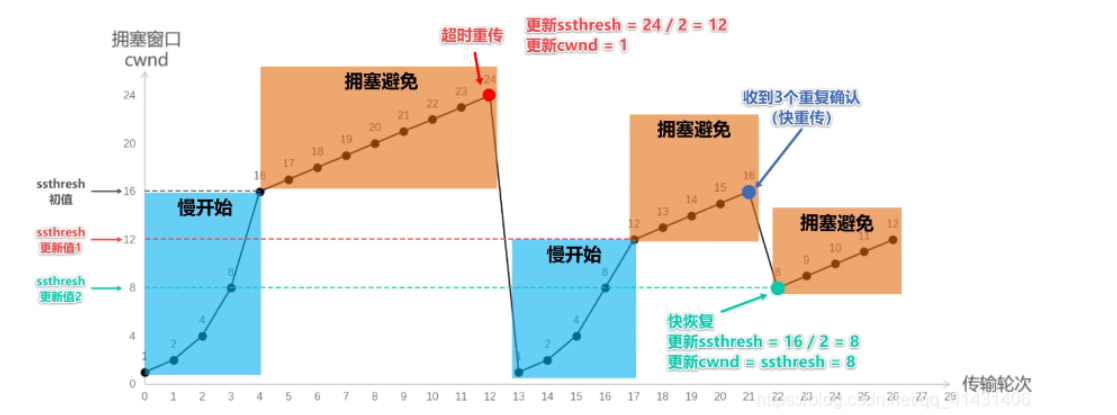 拥塞窗口
cwnd
超时重传
更新ssthresh = 24 / 2 = 12
更新cwnd = 1
拥塞避免
24
23
22
21
20
19
18
17
16
慢开始
8
4
2
1
收到3个重复确认
(快重传)
拥塞避免
16
15
14
13
12
慢开始
8
4
2
1
拥塞避免
12
11
10
9
8
快恢复
更新ssthresh = 16 / 2 = 8
更新cwnd = ssthresh = 8
ssthresh
初值
ssthresh
更新值1
ssthresh
更新值2
24
20
16
12
8
4
0
0 1 2 3 4 5 6 7 8 9 10 11 12 13 14 15 16 17 18 19 20 21 22 23 24 25 26 27 28
传输轮次
https://blog.csdn.net/qq_41431406